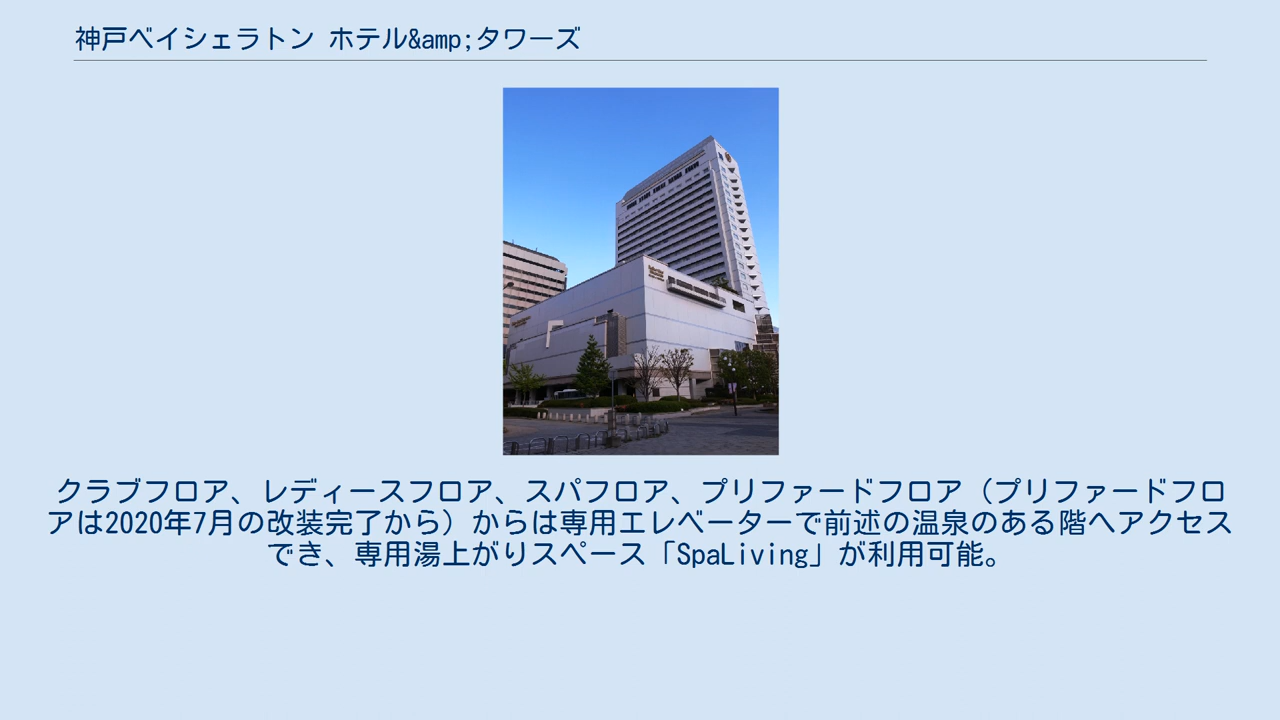 神戸ベイシェラトン ホテル&amp;タワーズ
クラブフロア、レディースフロア、スパフロア、プリファードフロア（プリファードフロ
アは2020年7月の改装完了から）からは専用エレベーターで前述の温泉のある階へアクセス
でき、専用湯上がりスペース「SpaLiving」が利用可能。